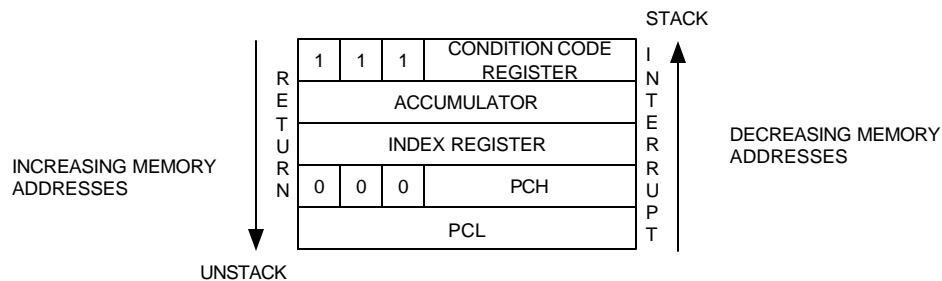 STACK
1 1 1 CONDITION CODE
REGISTER
ACCUMULATOR
INDEX REGISTER
0 0 0 PCH
PCL
RETURN
INTERRUPT
INCREASING MEMORY
ADDRESSES
DECREASING MEMORY
ADDRESSES
UNSTACK